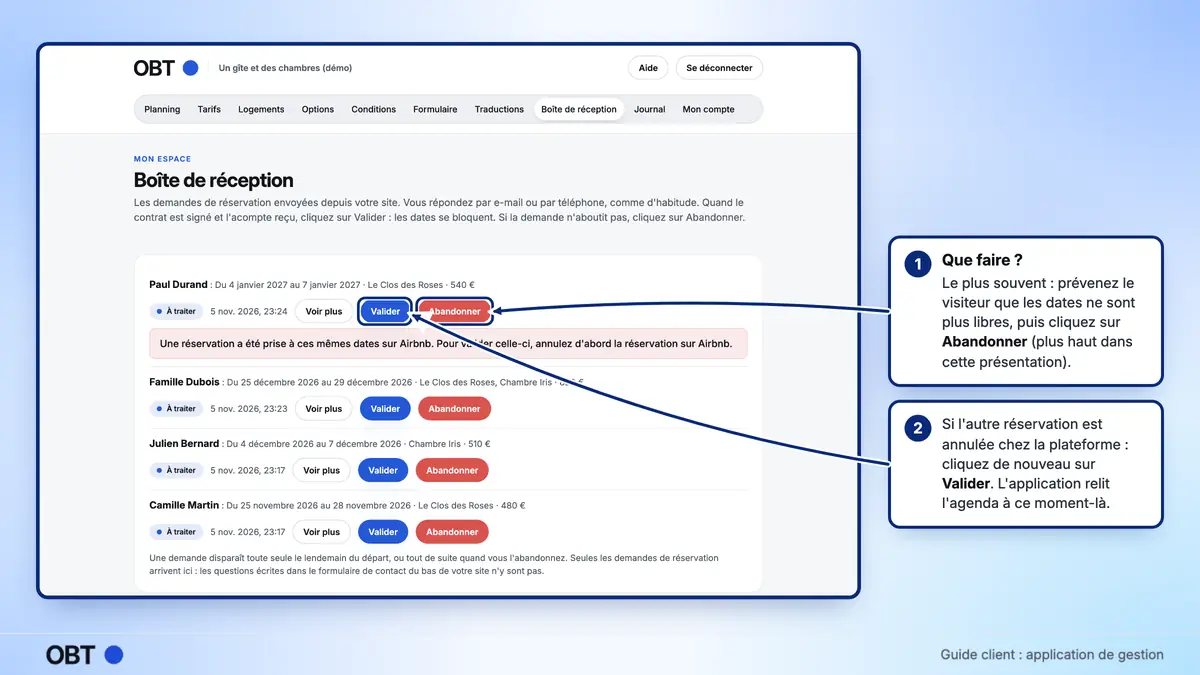 OBT
Un gîte et des chambres (démo)
Aide
Se déconnecter
Planning
Tarifs
Logements
Options
Conditions
Formulaire
Traductions
Boîte de réception
Journal
Mon compte
MON ESPACE
Boîte de réception
Les demandes de réservation envoyées depuis votre site. Vous répondez par e-mail ou par téléphone, comme d'habitude. Quand le
contrat est signé et l'acompte reçu, cliquez sur Valider : les dates se bloquent. Si la demande n'aboutit pas, cliquez sur Abandonner.
Paul Durand : Du 4 janvier 2027 au 7 janvier 2027 · Le Clos des Roses · 540 €
À traiter 5 nov. 2026, 23:24 Voir plus Valider Abandonner
Une réservation a été prise à ces mêmes dates sur Airbnb. Pour valider celle-ci, annulez d'abord la réservation sur Airbnb.
Famille Dubois : Du 25 décembre 2026 au 29 décembre 2026 · Le Clos des Roses, Chambre Iris · €
À traiter 5 nov. 2026, 23:23 Voir plus Valider Abandonner
Julien Bernard : Du 4 décembre 2026 au 7 décembre 2026 · Chambre Iris · 510 €
À traiter 5 nov. 2026, 23:17 Voir plus Valider Abandonner
Camille Martin : Du 25 novembre 2026 au 28 novembre 2026 · Le Clos des Roses · 480 €
À traiter 5 nov. 2026, 23:17 Voir plus Valider Abandonner
Une demande disparaît toute seule le lendemain du départ, ou tout de suite quand vous l'abandonnez. Seules les demandes de réservation
arrivent ici : les questions écrites dans le formulaire de contact du bas de votre site n'y sont pas.
1
Que faire ?
Le plus souvent : prévenez le
visiteur que les dates ne sont
plus libres, puis cliquez sur
Abandonner (plus haut dans
cette présentation).
2
Si l'autre réservation est
annulée chez la plateforme :
cliquez de nouveau sur
Valider. L'application relit
l'agenda à ce moment-là.
OBT
Guide client : application de gestion